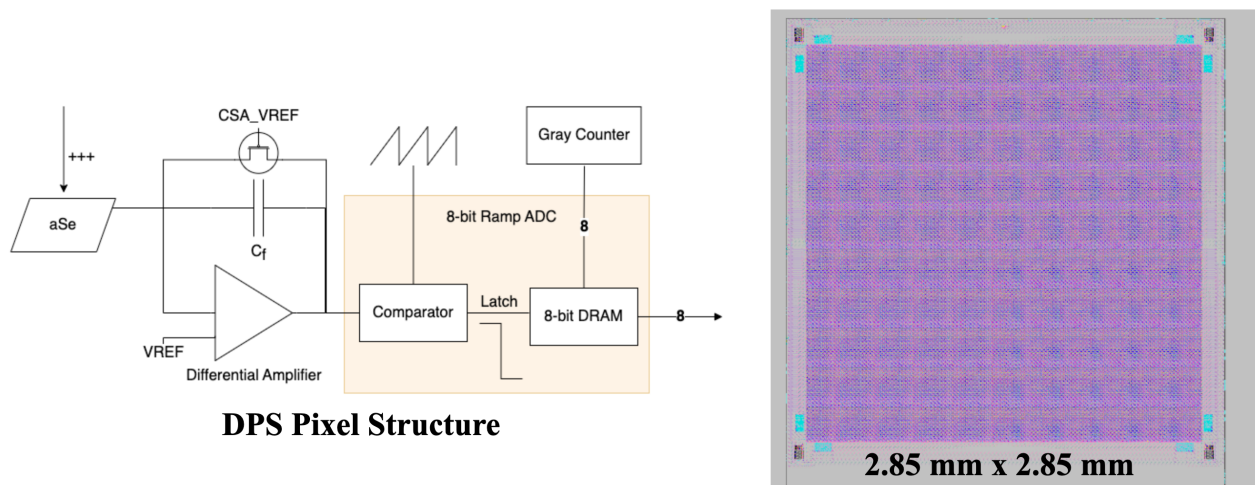 CSA_VREF
+++
aSe
Cf
VREF
Differential Amplifier
Gray Counter
8-bit Ramp ADC
8
Comparator
Latch
8-bit DRAM
8
DPS Pixel Structure
2.85 mm x 2.85 mm